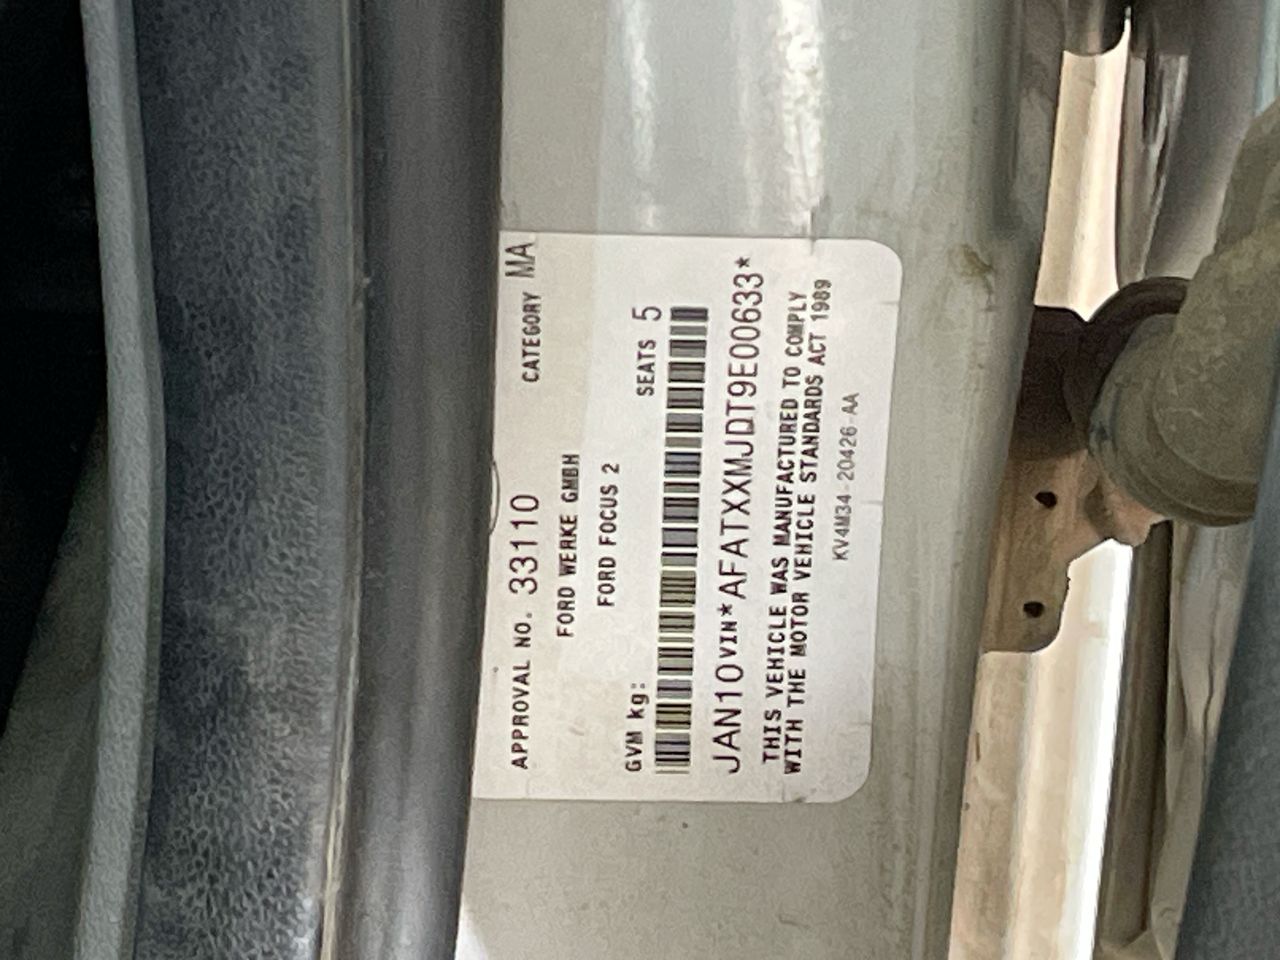 APPROVAL NO. 33110 CATEGORY MA
FORD WERKE GMBH
FORD FOCUS 2
GVM kg: SEATS 5
JAN10VIN*AFATXXMJDT9E00633*
THIS VEHICLE WAS MANUFACTURED TO COMPLY
WITH THE MOTOR VEHICLE STANDARDS ACT 1989
KV4M34-20426-AA